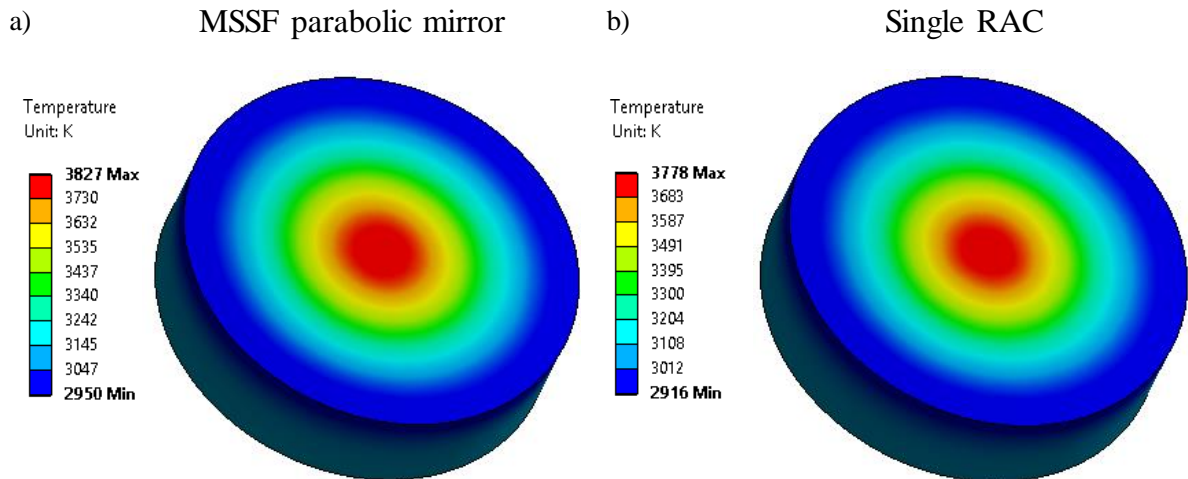 a) MSSF parabolic mirror
Temperature
Unit: K
3827 Max
3730
3632
3535
3437
3340
3242
3145
3047
2950 Min
b) Single RAC
Temperature
Unit: K
3778 Max
3683
3587
3491
3395
3300
3204
3108
3012
2916 Min